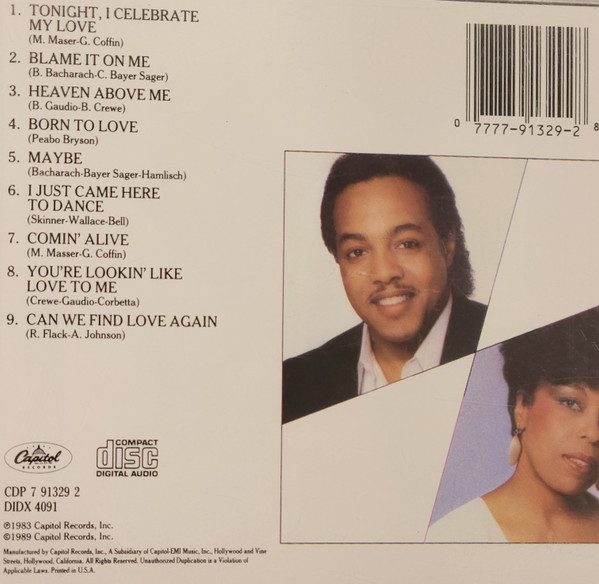 1. TONIGHT, I CELEBRATE
MY LOVE
(M. Maser-G. Coffin)
2. BLAME IT ON ME
(B. Bacharach-C. Bayer Sager)
3. HEAVEN ABOVE ME
(B. Gaudio-B. Crewe)
4. BORN TO LOVE
(Peabo Bryson)
5. MAYBE
(Bacharach-Bayer Sager-Hamlisch)
6. I JUST CAME HERE
TO DANCE
(Skinner-Wallace-Bell)
7. COMIN' ALIVE
(M. Masser-G. Coffin)
8. YOU'RE LOOKIN' LIKE
LOVE TO ME
(Crewe-Gaudio-Corbetta)
9. CAN WE FIND LOVE AGAIN
(R. Flack-A. Johnson)
0 7777-91329-2 8
Capitol
RECORDS
COMPACT
disc
DIGITAL AUDIO
CDP 7 91329 2
DIDX 4091
℗1983 Capitol Records, Inc.
©1989 Capitol Records, Inc.
Manufactured by Capitol Records, Inc., A Subsidiary of Capitol-EMI Music, Inc., Hollywood and Vine
Streets, Hollywood, California. All Rights Reserved. Unauthorized Duplication is a Violation of
Applicable Laws. Printed in U.S.A.